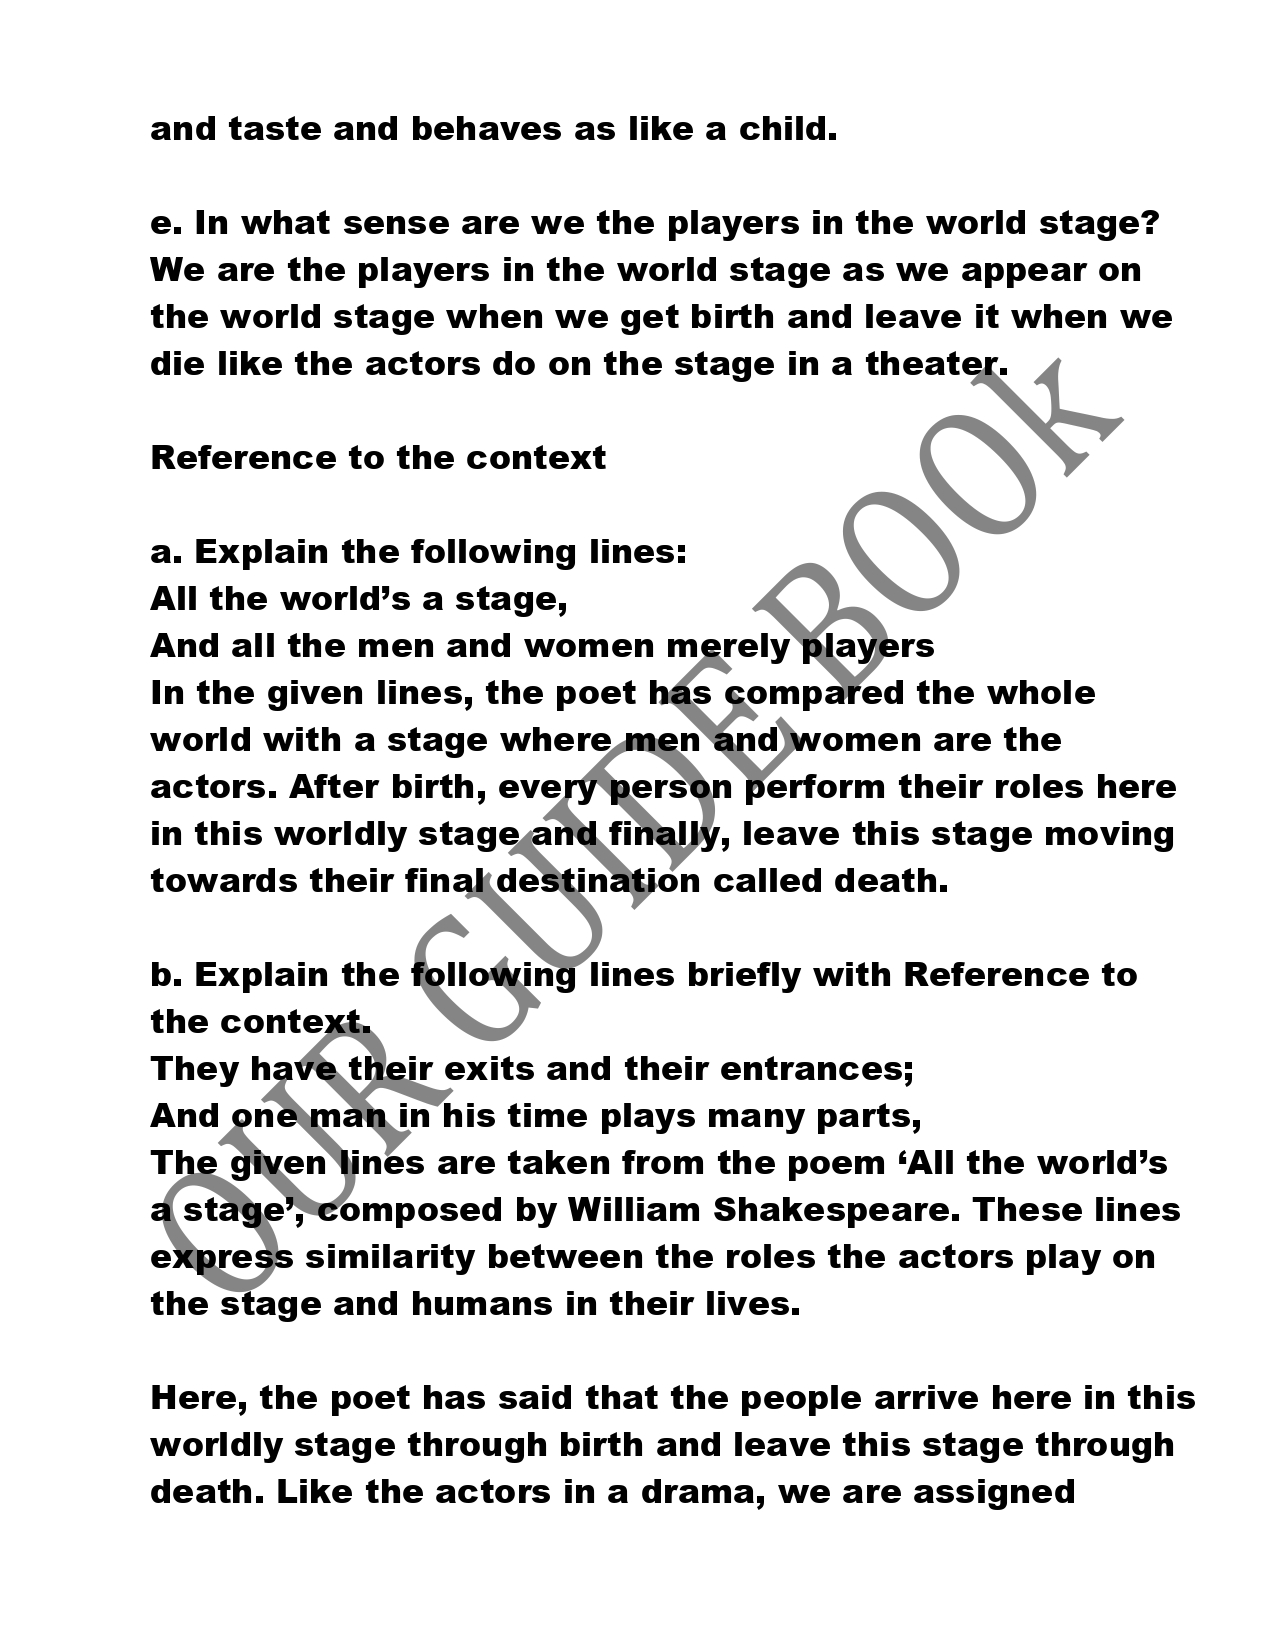 and taste and behaves as like a child.
e. In what sense are we the players in the world stage?
We are the players in the world stage as we appear on
the world stage when we get birth and leave it when we
die like the actors do on the stage in a theater.
Reference to the context
a. Explain the following lines:
All the world’s a stage,
And all the men and women merely players
In the given lines, the poet has compared the whole
world with a stage where men and women are the
actors. After birth, every person perform their roles here
in this worldly stage and finally, leave this stage moving
towards their final destination called death.
b. Explain the following lines briefly with Reference to
the context.
They have their exits and their entrances;
And one man in his time plays many parts,
The given lines are taken from the poem ‘All the world’s
a stage’, composed by William Shakespeare. These lines
express similarity between the roles the actors play on
the stage and humans in their lives.
Here, the poet has said that the people arrive here in this
worldly stage through birth and leave this stage through
death. Like the actors in a drama, we are assigned
OUR GUIDE BOOk